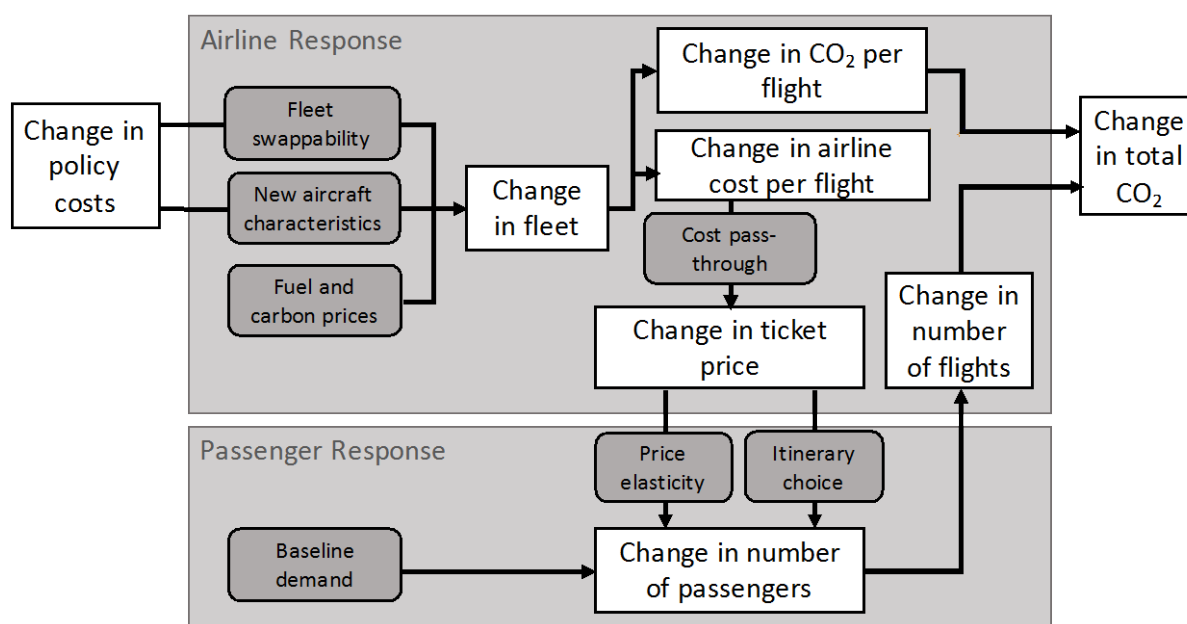 Airline Response
Change in
policy
costs
Fleet
swappability
New aircraft
characteristics
Fuel and
carbon prices
Change
in fleet
Change in CO₂ per
flight
Change in airline
cost per flight
Cost pass-
through
Change in ticket
price
Change in
number
of flights
Change
in total
CO₂
Passenger Response
Price
elasticity
Itinerary
choice
Baseline
demand
Change in number
of passengers